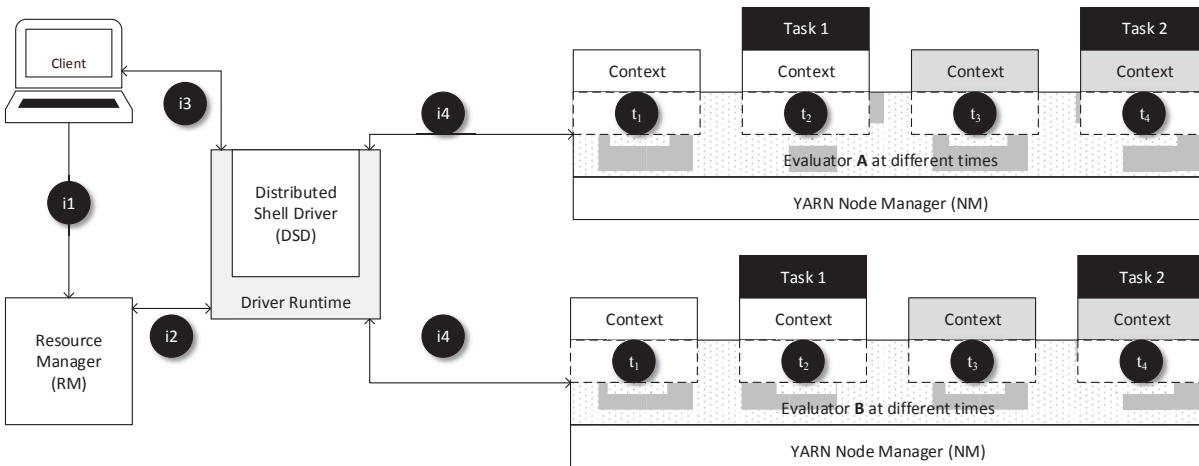 Client
i1
i3
Resource
Manager
(RM)
i2
Distributed
Shell Driver
(DSD)
Driver Runtime
i4
i4
Task 1
Task 2
Context
Context
Context
Context
t₁
t₂
t₃
t₄
Evaluator A at different times
YARN Node Manager (NM)
Task 1
Task 2
Context
Context
Context
Context
t₁
t₂
t₃
t₄
Evaluator B at different times
YARN Node Manager (NM)